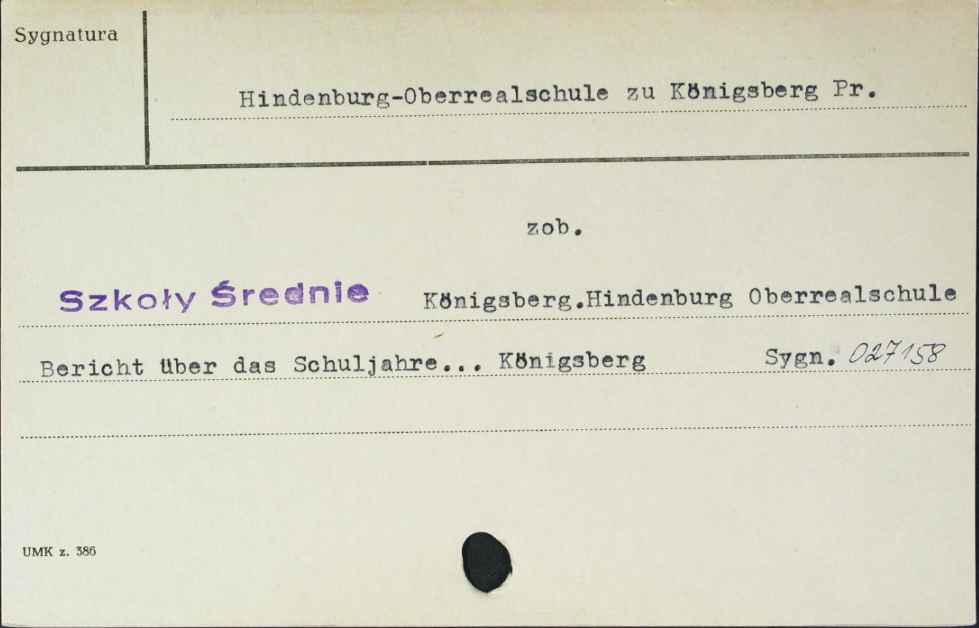 Sygnatura
Hindenburg-Oberrealschule zu Königsberg Pr.
zob.
Szkoły Średnie Königsberg.Hindenburg Oberrealschule
Bericht über das Schuljahre... Königsberg Sygn. 027158
UMK z. 386